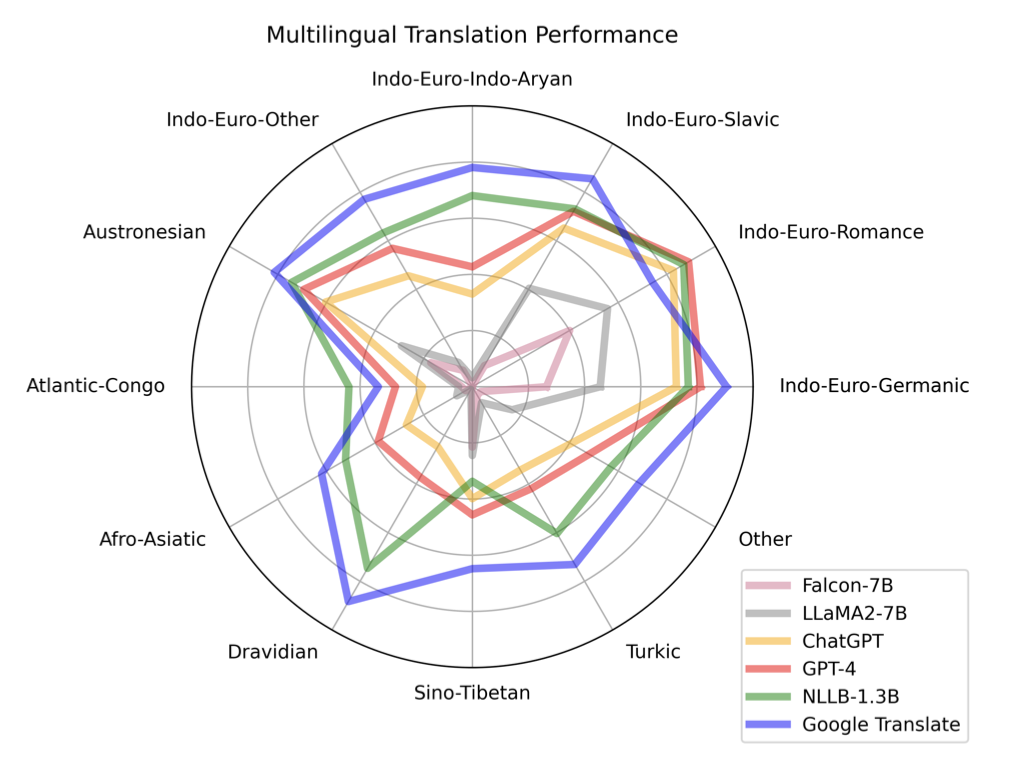 Multilingual Translation Performance
Indo-Euro-Indo-Aryan
Indo-Euro-Other
Indo-Euro-Slavic
Austronesian
Indo-Euro-Romance
Atlantic-Congo
Indo-Euro-Germanic
Afro-Asiatic
Other
Dravidian
Turkic
Sino-Tibetan
Falcon-7B
LLaMA2-7B
ChatGPT
GPT-4
NLLB-1.3B
Google Translate